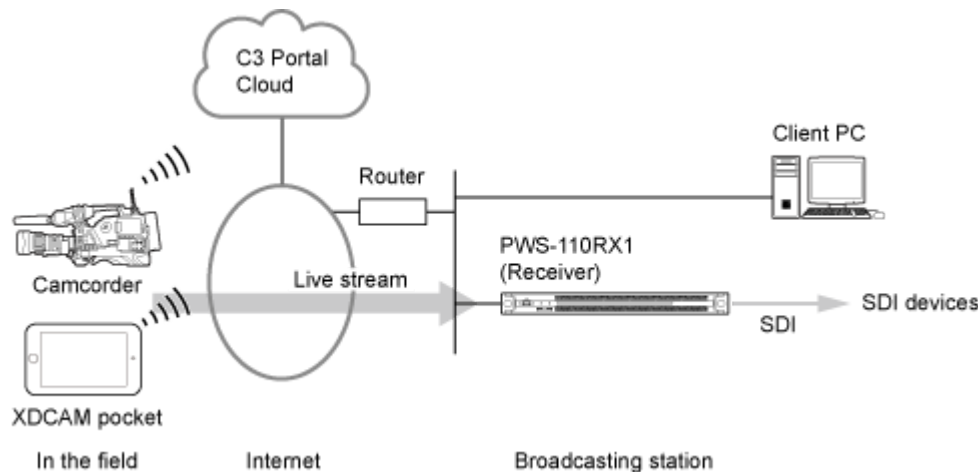 C3 Portal
Cloud
Client PC
Router
PWS-110RX1
(Receiver)
Camcorder
Live stream
SDI
SDI devices
XDCAM pocket
In the field
Internet
Broadcasting station